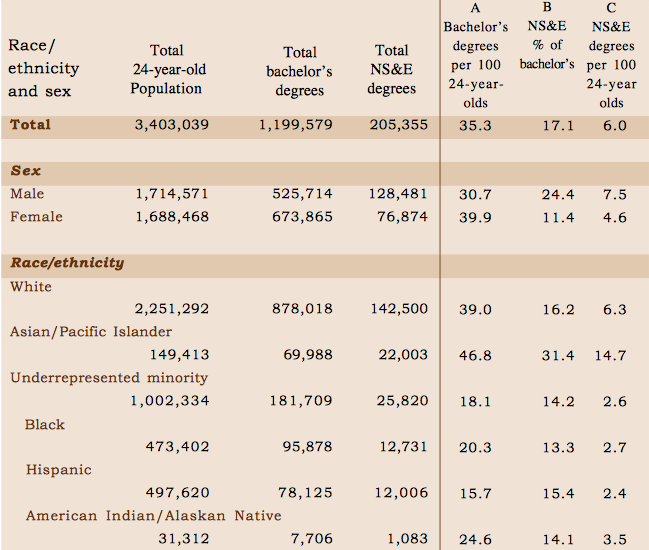 Race/ethnicity and sex Total 24-year-old Population Total bachelor's degrees Total NS&E degrees A Bachelor's degrees per 100 24-year-olds B NS&E % of bachelor's C NS&E degrees per 100 24-year olds
Total 3,403,039 1,199,579 205,355 35.3 17.1 6.0
Sex
Male 1,714,571 525,714 128,481 30.7 24.4 7.5
Female 1,688,468 673,865 76,874 39.9 11.4 4.6
Race/ethnicity
White
2,251,292 878,018 142,500 39.0 16.2 6.3
Asian/Pacific Islander
149,413 69,988 22,003 46.8 31.4 14.7
Underrepresented minority
1,002,334 181,709 25,820 18.1 14.2 2.6
Black
473,402 95,878 12,731 20.3 13.3 2.7
Hispanic
497,620 78,125 12,006 15.7 15.4 2.4
American Indian/Alaskan Native
31,312 7,706 1,083 24.6 14.1 3.5